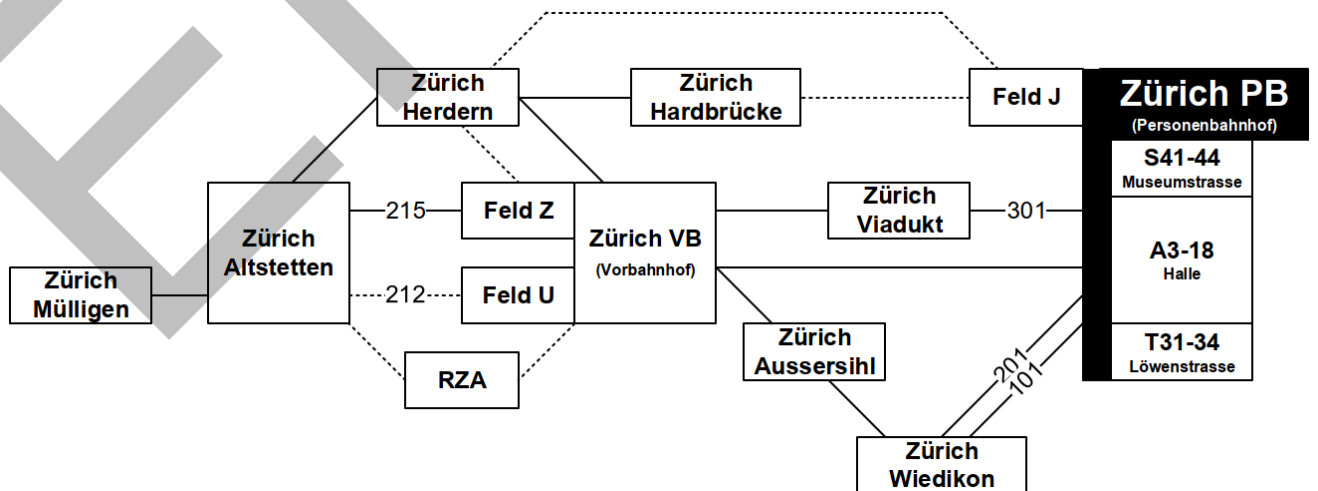 Zürich
Herdern
Zürich
Hardbrücke
Feld J
Zürich PB
(Personenbahnhof)
S41-44
Museumstrasse
A3-18
Halle
T31-34
Löwenstrasse
Zürich
Mülligen
Zürich
Altstetten
215
Feld Z
212
Feld U
Zürich VB
(Vorbahnhof)
Zürich
Viadukt
301
RZA
Zürich
Aussersihl
201
101
Zürich
Wiedikon